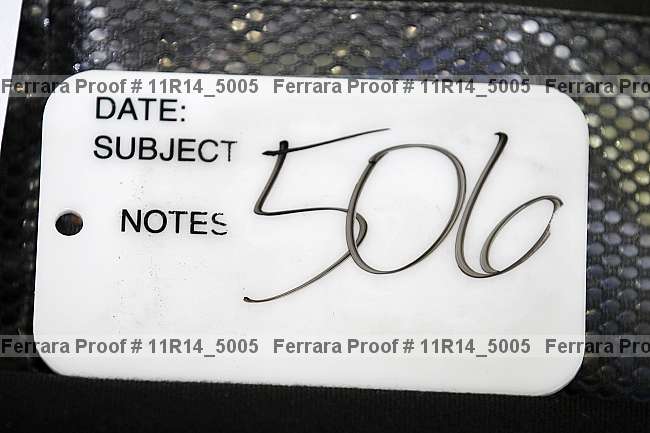 Ferrara Proof # 11R14_5005 Ferrara Proof # 11R14_5005 Ferrara Pro
DATE:
SUBJECT 506
NOTES
Ferrara Proof # 11R14_5005 Ferrara Proof # 11R14_5005 Ferrara Pro